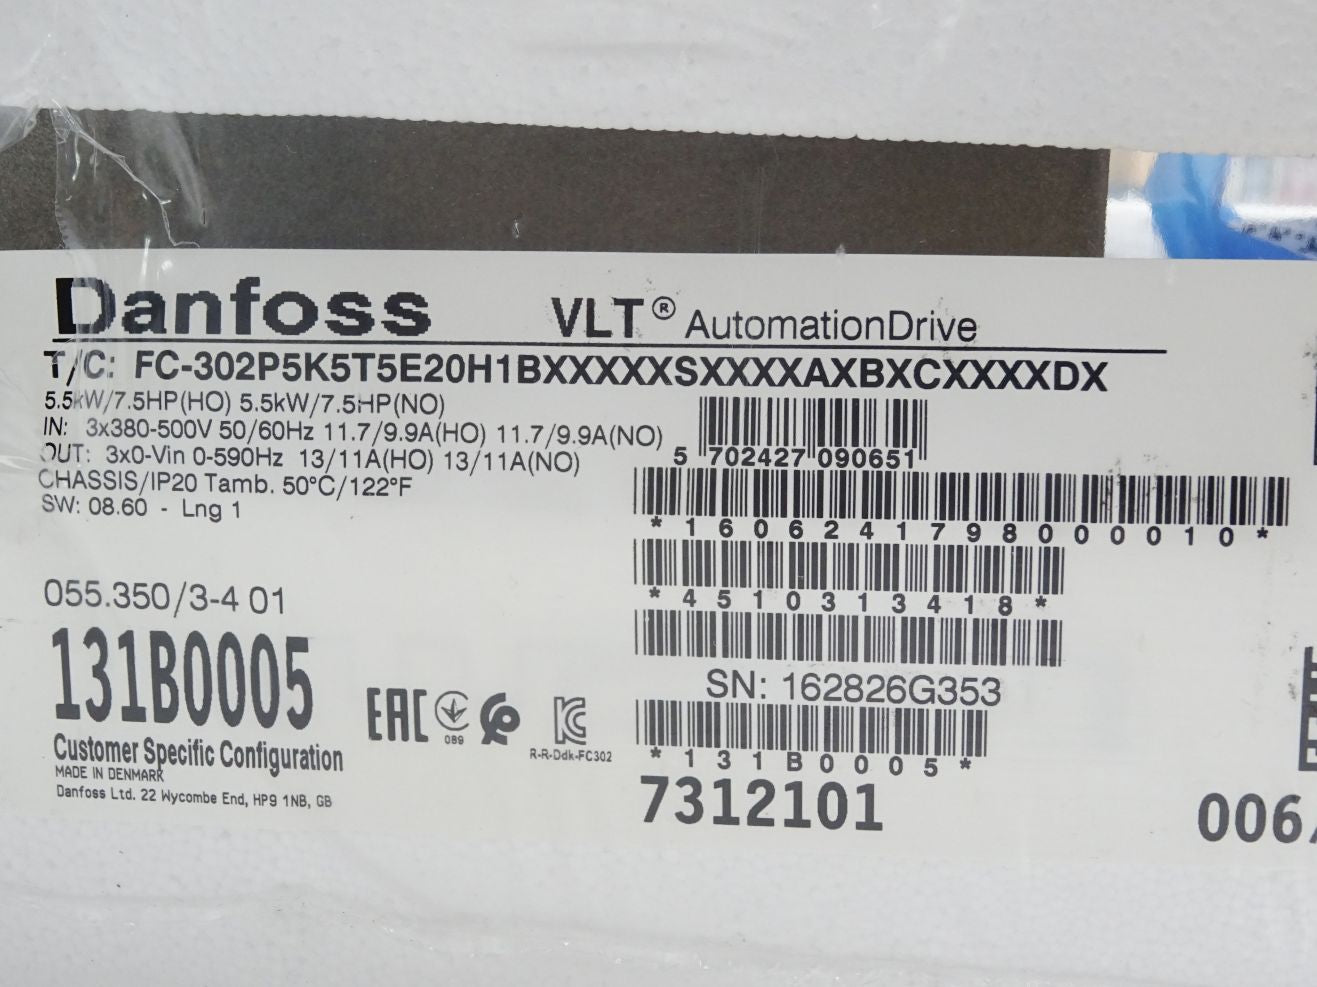 Danfoss VLT® AutomationDrive
T/C: FC-302P5K5T5E20H1BXXXXXSXXXXAXBXCXXXXDX
5.5kW/7.5HP(HO) 5.5kW/7.5HP(NO)
IN: 3x380-500V 50/60Hz 11.7/9.9A(HO) 11.7/9.9A(NO)
OUT: 3x0-Vin 0-590Hz 13/11A(HO) 13/11A(NO)
CHASSIS/IP20 Tamb. 50°C/122°F
SW: 08.60 - Lng 1
5 702427 090651
*160624179800010*
*4510313418*
055.350/3-4 01
131B0005
Customer Specific Configuration
MADE IN DENMARK
Danfoss Ltd. 22 Wycombe End, HP9 1NB, GB
EAC
089
R-R-Ddk-FC302
SN: 162826G353
*131B0005*
7312101
006